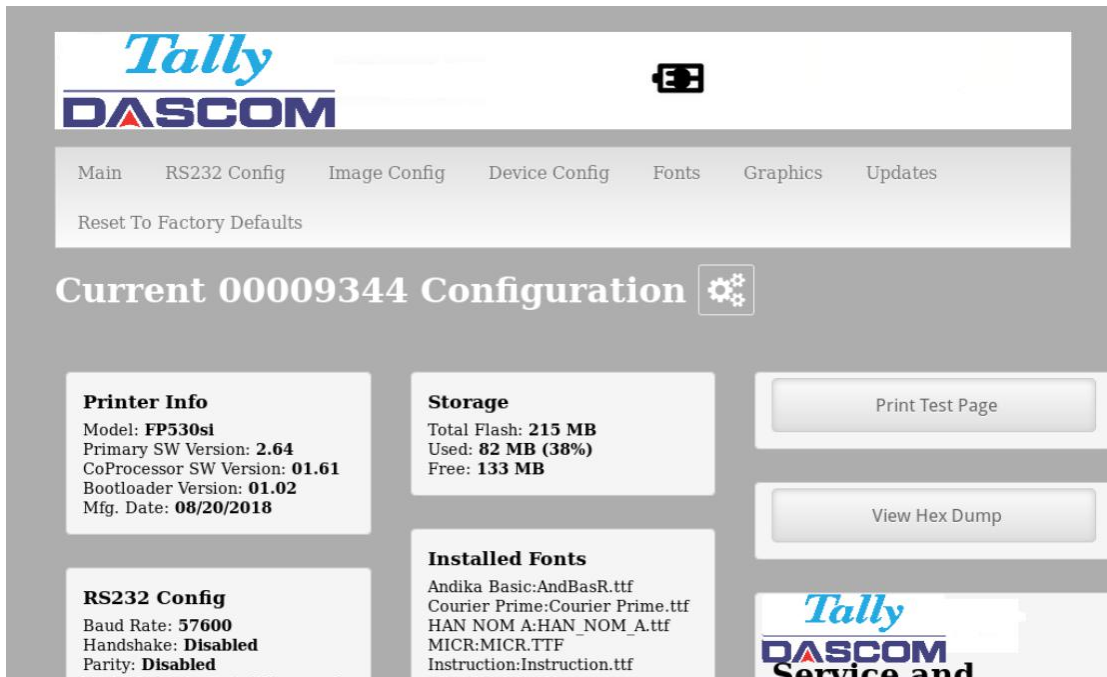 Tally
DASCOM
Main RS232 Config Image Config Device Config Fonts Graphics Updates
Reset To Factory Defaults
Current 00009344 Configuration
Printer Info
Model: FP530si
Primary SW Version: 2.64
CoProcessor SW Version: 01.61
Bootloader Version: 01.02
Mfg. Date: 08/20/2018
RS232 Config
Baud Rate: 57600
Handshake: Disabled
Parity: Disabled
Storage
Total Flash: 215 MB
Used: 82 MB (38%)
Free: 133 MB
Installed Fonts
Andika Basic:AndBasR.ttf
Courier Prime:Courier Prime.ttf
HAN NOM A:HAN_NOM_A.ttf
MICR:MICR.TTF
Instruction:Instruction.ttf
Print Test Page
View Hex Dump
Tally
DASCOM
Service and